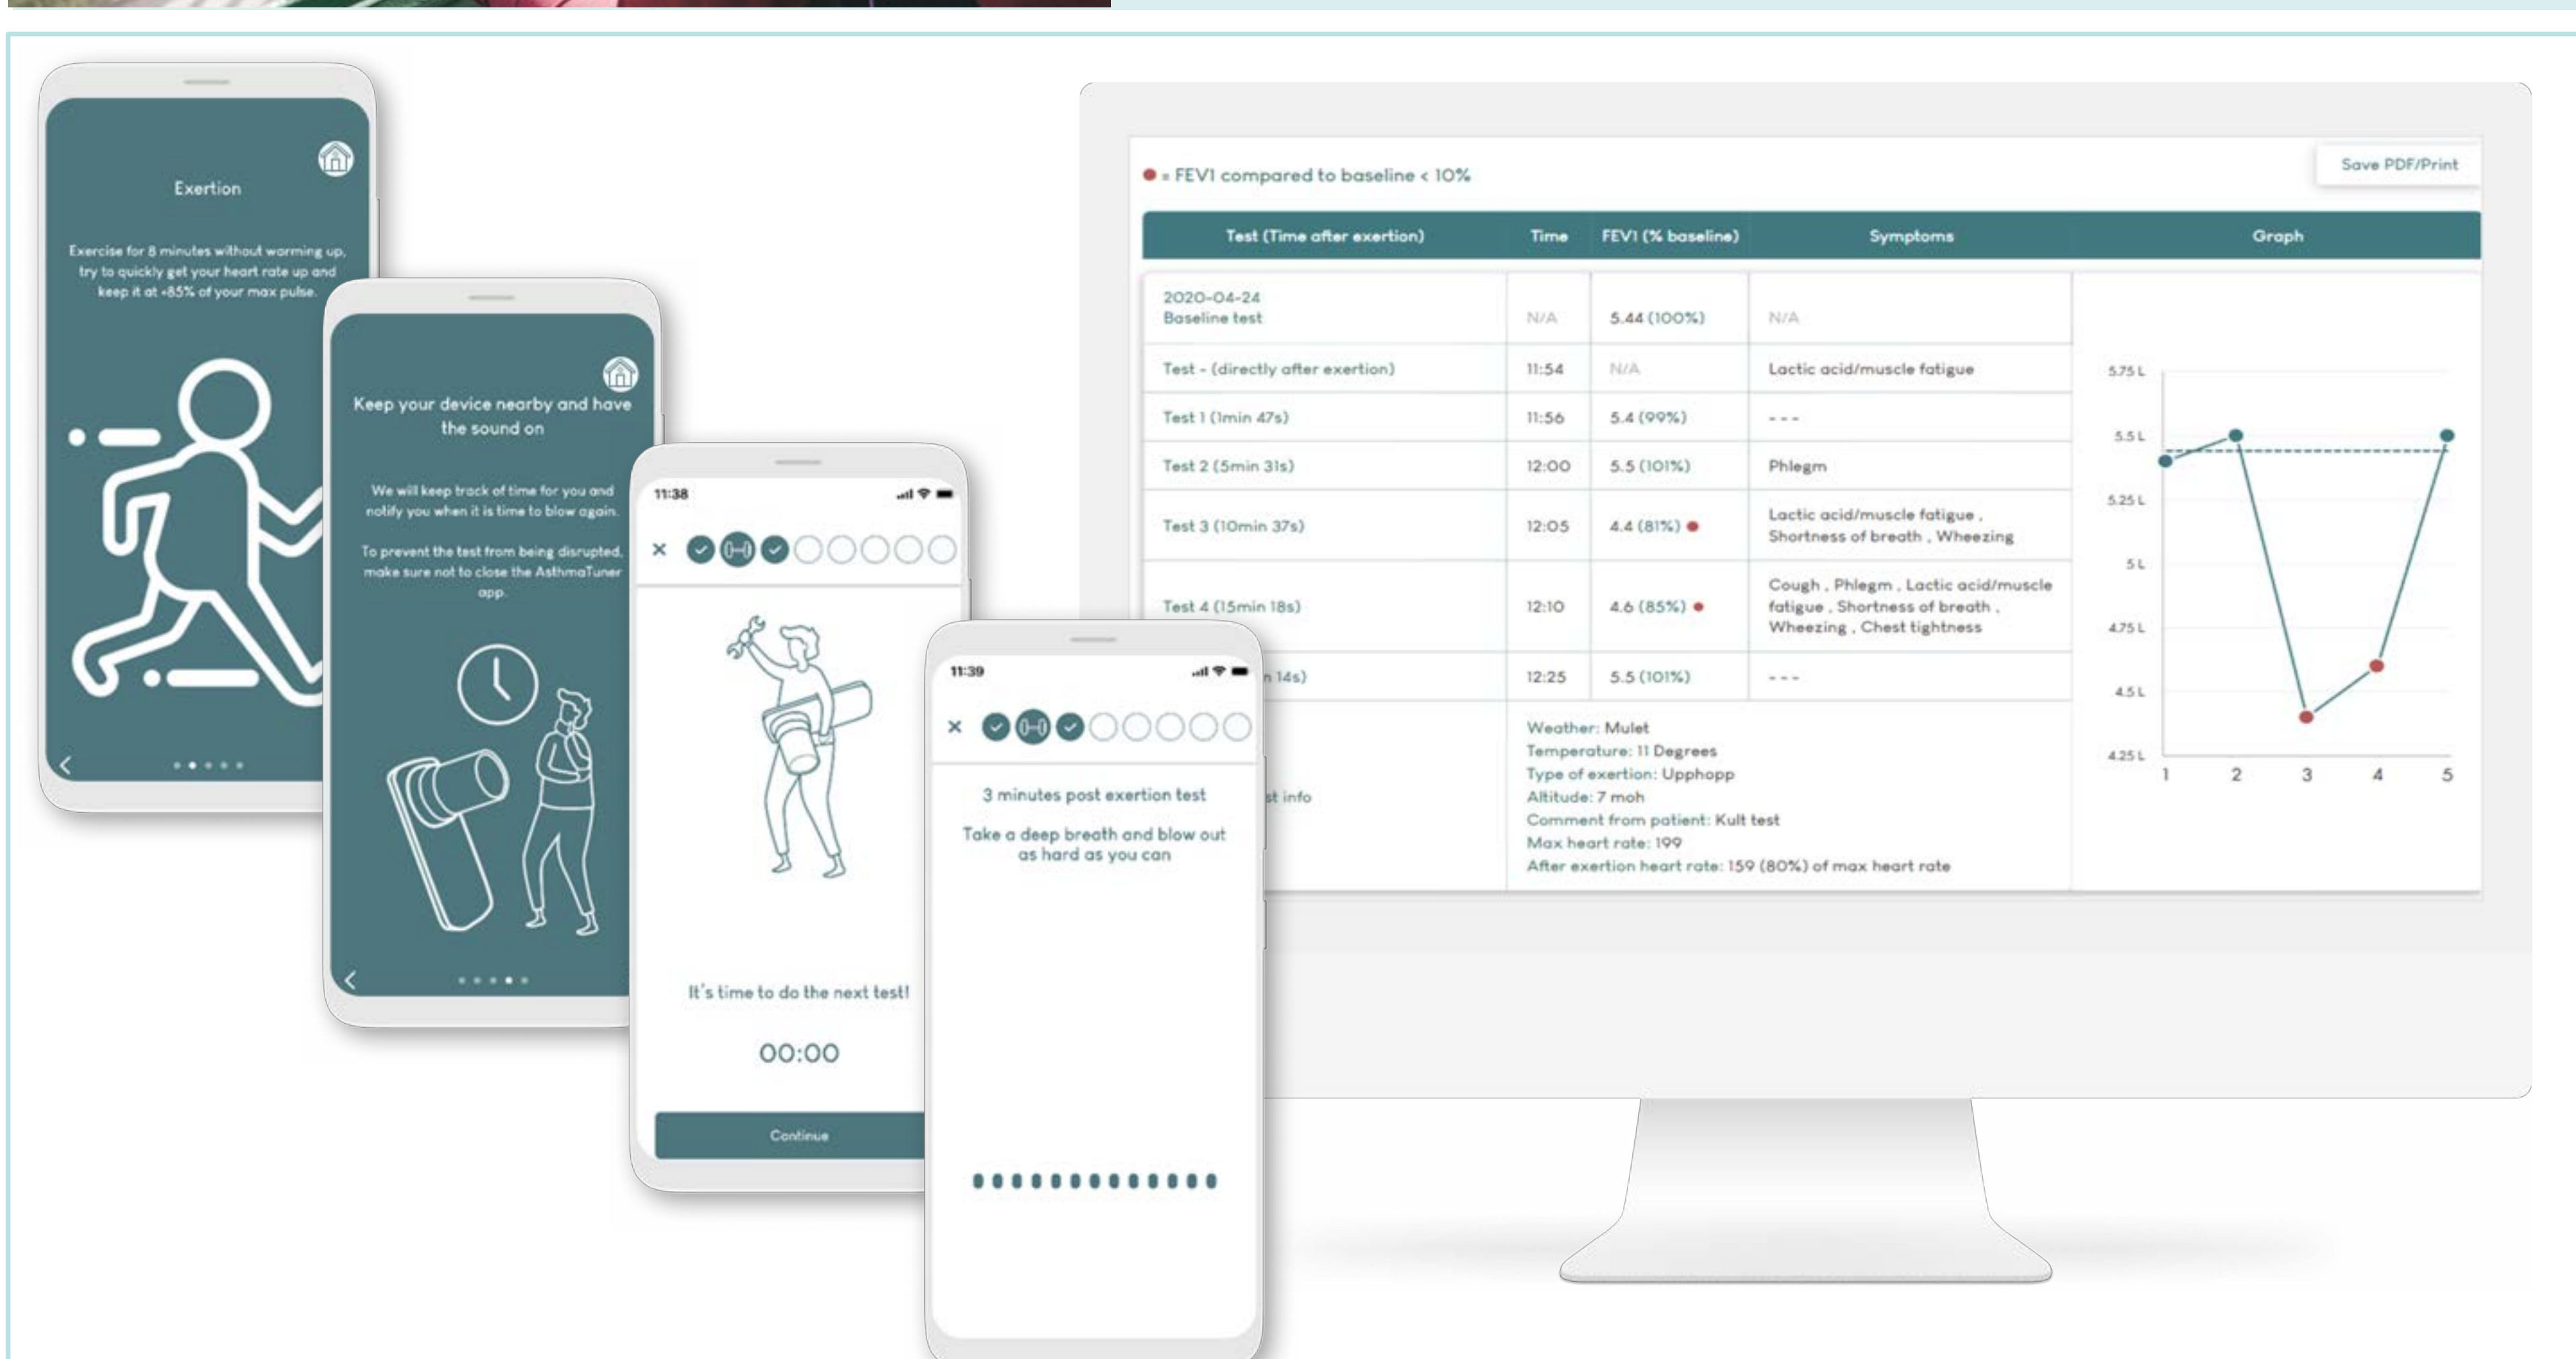 Exertion
Exercise for 8 minutes without warming up,
try to quickly get your heart rate up and
keep it at +85% of your max pulse.
Keep your device nearby and have
the sound on
We will keep track of time for you and
notify you when it is time to blow again.
To prevent the test from being disrupted,
make sure not to close the AsthmaTuner
app.
11:38
It's time to do the next test!
00:00
Continue
11:39
3 minutes post exertion test
Take a deep breath and blow out
as hard as you can
= FEV1 compared to baseline < 10%
Save PDF/Print
Test (Time after exertion) Time FEV1 (% baseline) Symptoms Graph
2020-04-24
Baseline test N/A 5.44 (100%) N/A
Test - (directly after exertion) 11:54 N/A Lactic acid/muscle fatigue
Test 1 (1min 47s) 11:56 5.4 (99%) ---
Test 2 (5min 31s) 12:00 5.5 (101%) Phlegm
Test 3 (10min 37s) 12:05 4.4 (81%) Lactic acid/muscle fatigue ,
Shortness of breath , Wheezing
Test 4 (15min 18s) 12:10 4.6 (85%) Cough , Phlegm , Lactic acid/muscle
fatigue , Shortness of breath ,
Wheezing , Chest tightness
14s) 12:25 5.5 (101%) ---
info
Weather: Mulet
Temperature: 11 Degrees
Type of exertion: Upphopp
Altitude: 7 moh
Comment from patient: Kult test
Max heart rate: 199
After exertion heart rate: 159 (80%) of max heart rate
5.75 L
5.5 L
5.25 L
5 L
4.75 L
4.5 L
4.25 L
1 2 3 4 5